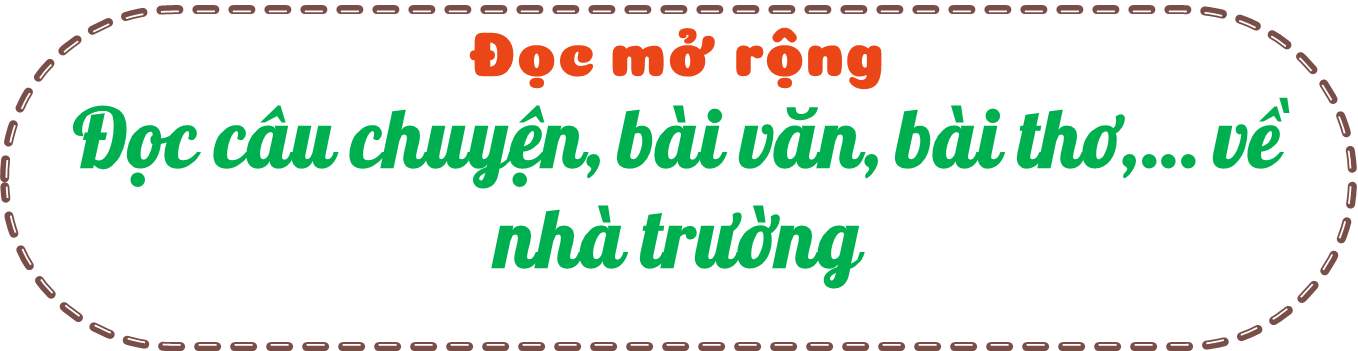 Đọc mở rộng
Đọc câu chuyện, bài văn, bài thơ,... về
nhà trường